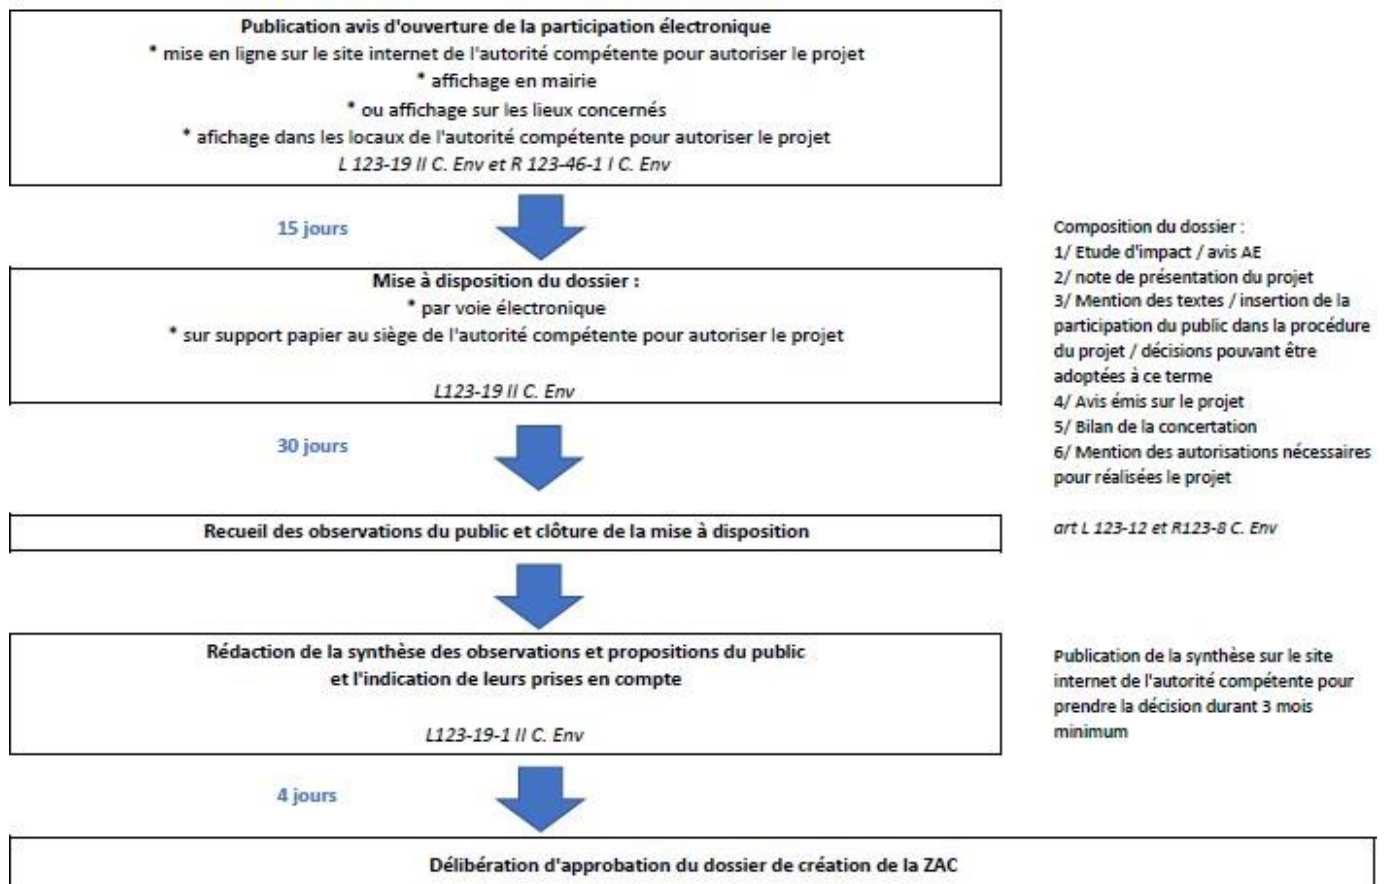 Publication avis d'ouverture de la participation électronique
* mise en ligne sur le site internet de l'autorité compétente pour autoriser le projet
* affichage en mairie
* ou affichage sur les lieux concernés
* afichage dans les locaux de l'autorité compétente pour autoriser le projet
L 123-19 II C. Env et R 123-46-1 I C. Env
15 jours
Mise à disposition du dossier :
* par voie électronique
* sur support papier au siège de l'autorité compétente pour autoriser le projet
L123-19 II C. Env
Composition du dossier :
1/ Etude d'impact / avis AE
2/ note de présentation du projet
3/ Mention des textes / insertion de la
participation du public dans la procédure
du projet / décisions pouvant être
adoptées à ce terme
4/ Avis émis sur le projet
5/ Bilan de la concertation
6/ Mention des autorisations nécessaires
pour réalisées le projet
art L 123-12 et R123-8 C. Env
30 jours
Recueil des observations du public et clôture de la mise à disposition
Rédaction de la synthèse des observations et propositions du public
et l'indication de leurs prises en compte
L123-19-1 II C. Env
Publication de la synthèse sur le site
internet de l'autorité compétente pour
prendre la décision durant 3 mois
minimum
4 jours
Délibération d'approbation du dossier de création de la ZAC